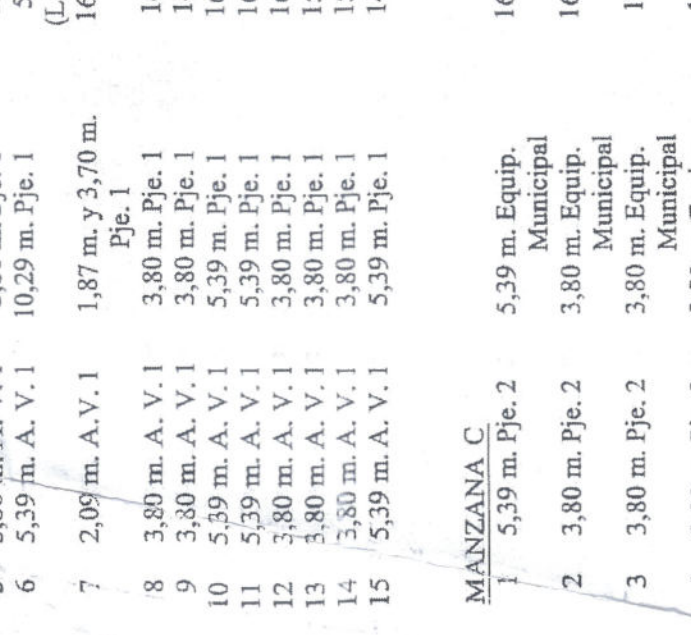 6 5,39 m. A. V. 1 10,29 m. Pje. 1
7 2,09 m. A.V. 1 1,87 m. y 3,70 m.
Pje. 1
8 3,80 m. A. V. 1 3,80 m. Pje. 1
9 3,80 m. A. V. 1 3,80 m. Pje. 1
10 5,39 m. A. V. 1 5,39 m. Pje. 1
11 5,39 m. A. V. 1 5,39 m. Pje. 1
12 3,80 m. A. V. 1 3,80 m. Pje. 1
13 3,80 m. A. V. 1 3,80 m. Pje. 1
14 3,80 m. A. V. 1 3,80 m. Pje. 1
15 5,39 m. A. V. 1 5,39 m. Pje. 1
MANZANA C
1 5,39 m. Pje. 2 5,39 m. Equip.
Municipal
2 3,80 m. Pje. 2 3,80 m. Equip.
Municipal
3 3,80 m. Pje. 2 3,80 m. Equip.
Municipal